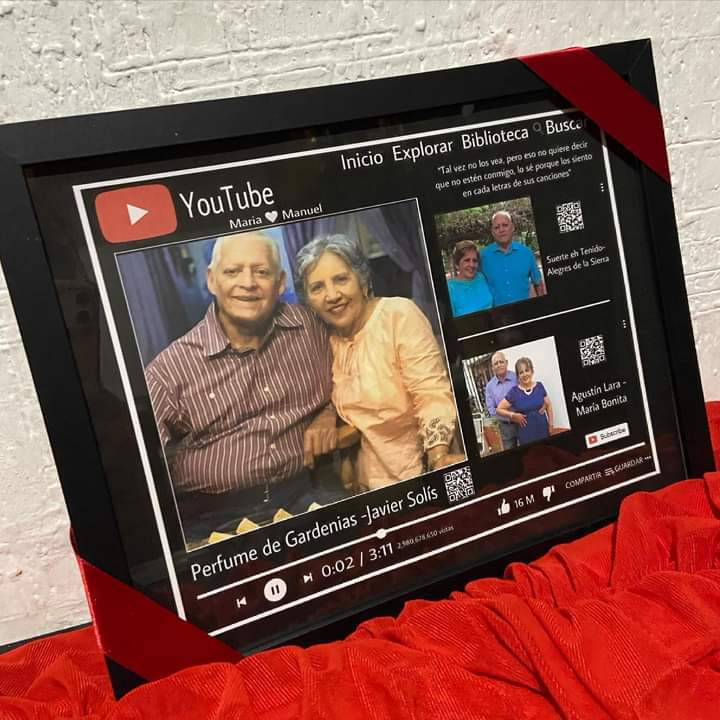 Inicio Explorar Biblioteca Buscar
YouTube
Maria Manuel
"Tal vez no los vea, pero eso no quiere decir
que no estén conmigo, lo sé porque los siento
en cada letras de sus canciones"
Suerte eh Tenido-
Alegres de la Sierra
Agustín Lara -
María Bonita
Subscribe
Perfume de Gardenias -Javier Solís
16 M COMPARTIR GUARDAR
0:02 / 3:11 2,980,678,650 visitas